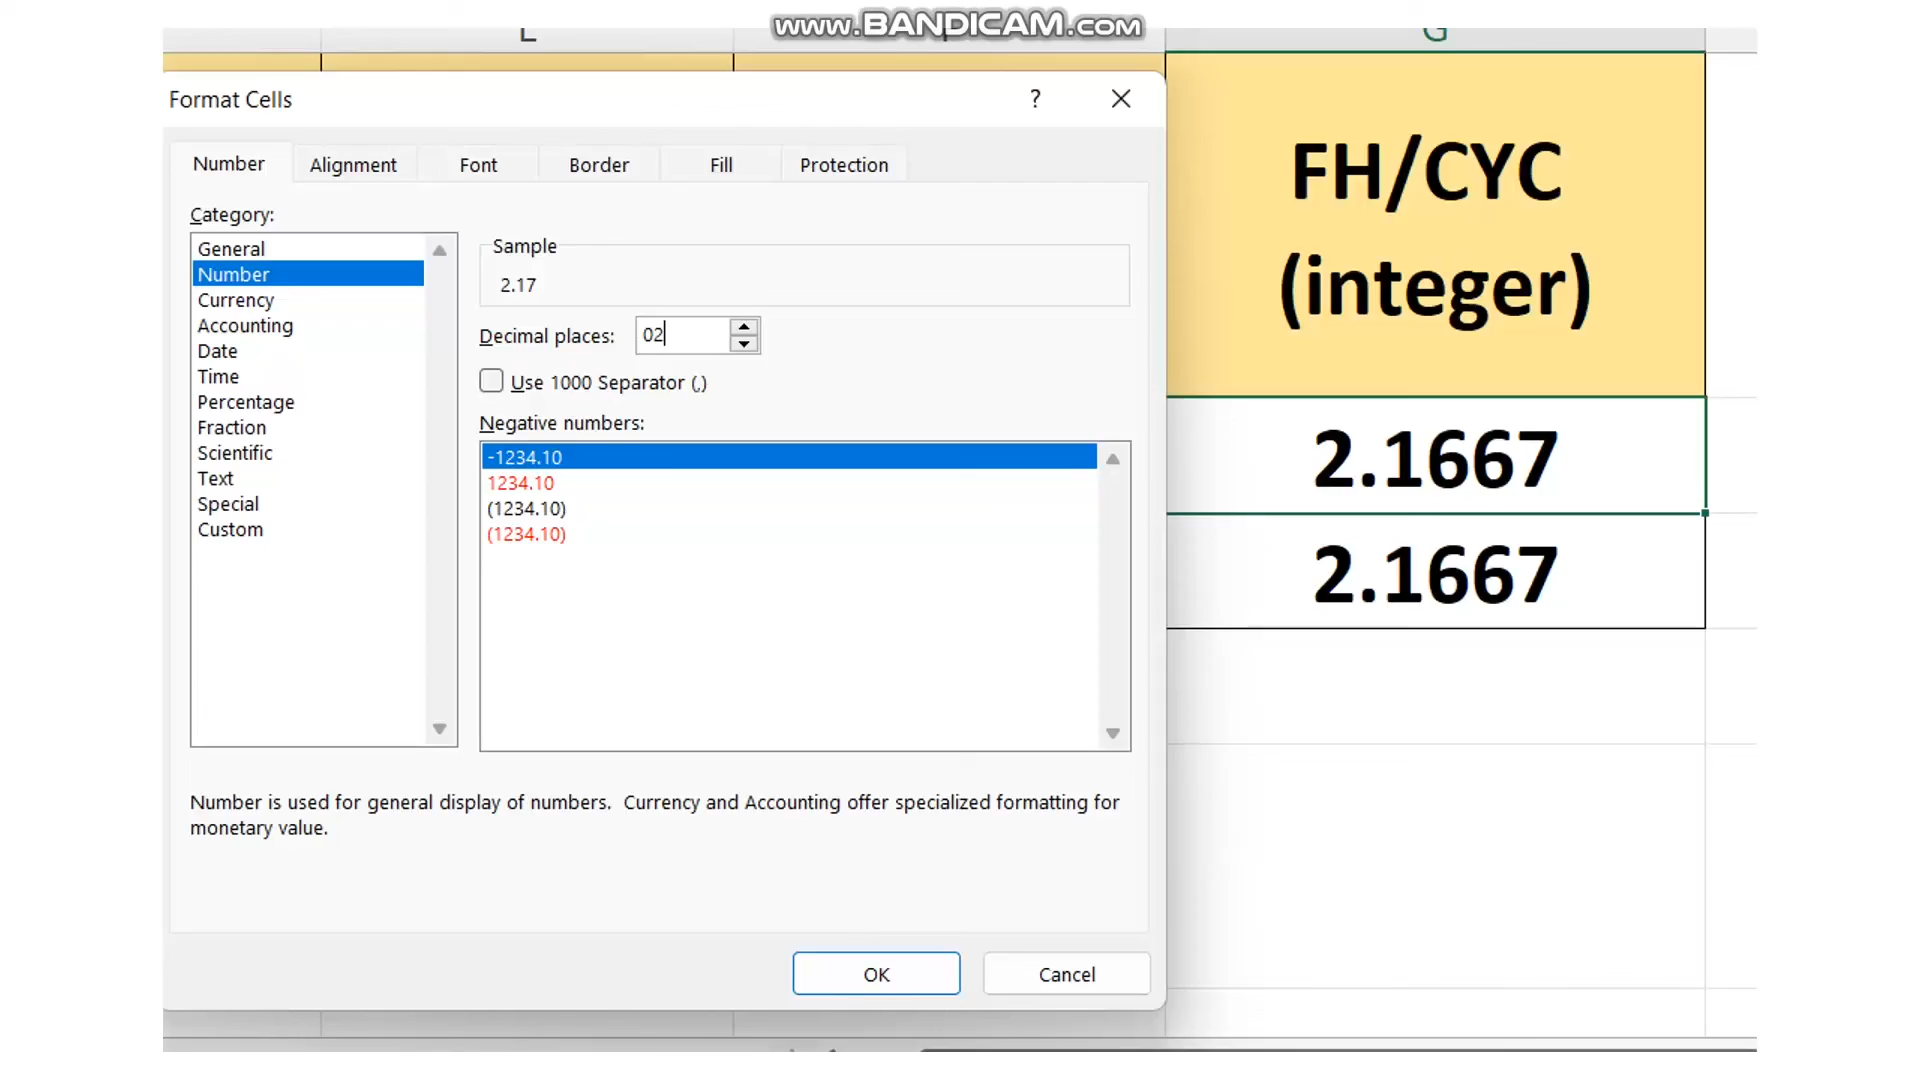 www.BANDICAM.com
G
Format Cells
?
Number
Alignment
Font
Border
Fill
Protection
Category:
General
Number
Currency
Accounting
Date
Time
Percentage
Fraction
Scientific
Text
Special
Custom
Sample
2.17
Decimal places:
02
Use 1000 Separator (,)
Negative numbers:
-1234.10
1234.10
(1234.10)
(1234.10)
Number is used for general display of numbers.  Currency and Accounting offer specialized formatting for
monetary value.
OK
Cancel
FH/CYC
(integer)
2.1667
2.1667